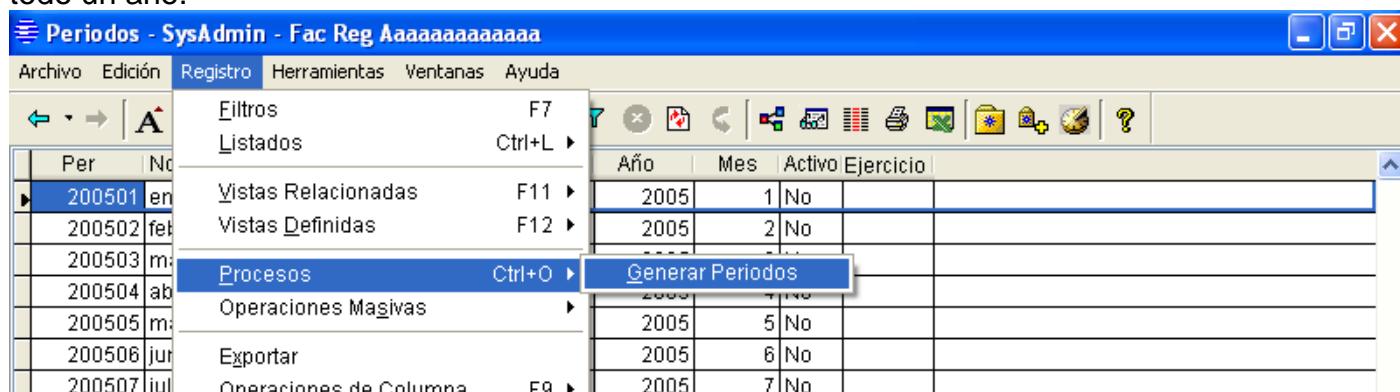 todo un año.
Periodos - SysAdmin - Fac Reg Aaaaaaaaaaaaa
Archivo Edición Registro Herramientas Ventanas Ayuda
Filtros F7
Listados Ctrl+L
Per Año Mes Activo Ejercicio
200501 2005 1 No
Vistas Relacionadas F11
200502 2005 2 No
Vistas Definidas F12
200503
Procesos Ctrl+O Generar Periodos
200504
Operaciones Masivas
200505 2005 5 No
200506 2005 6 No
Exportar
200507 2005 7 No
Operaciones de Columna F9